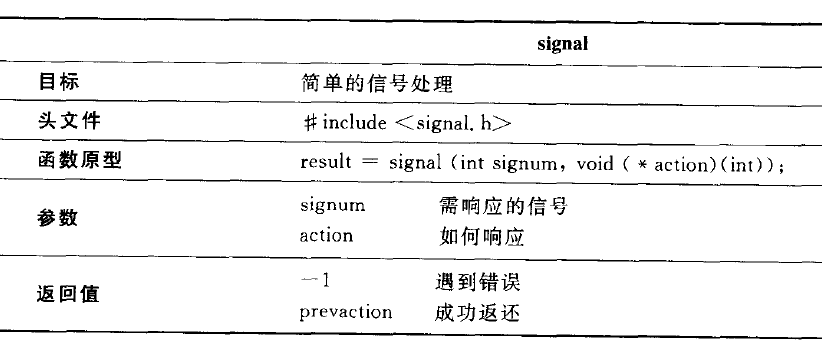 signal
目标 简单的信号处理
头文件 #include <signal.h>
函数原型 result = signal (int signum, void ( * action)(int));
参数 signum 需响应的信号
action 如何响应
返回值 -1 遇到错误
prevaction 成功返还